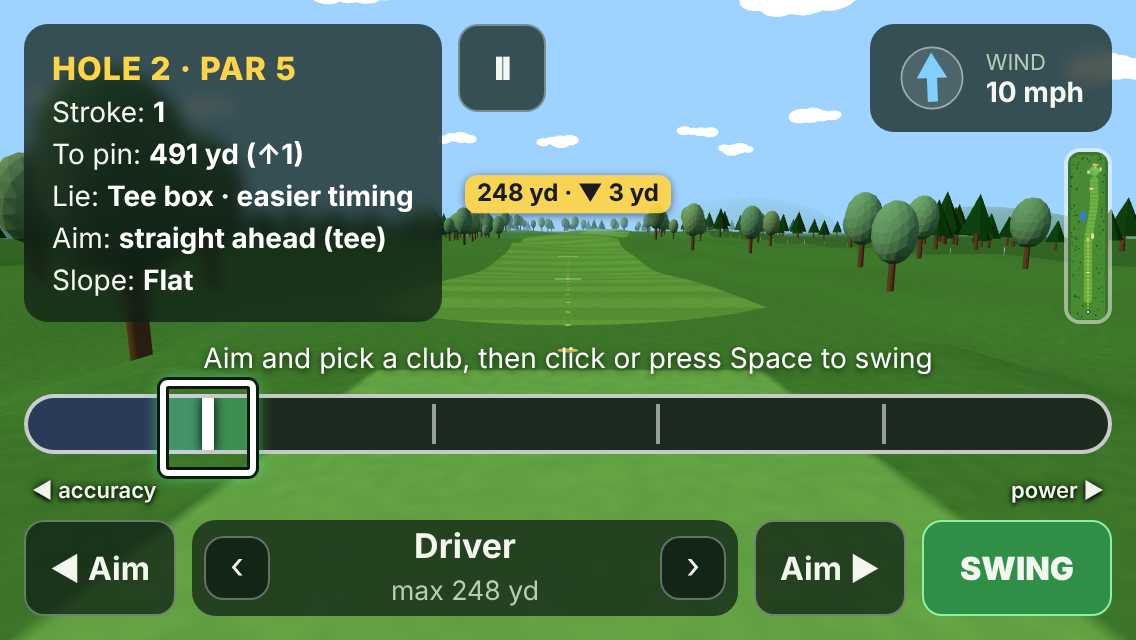 HOLE 2 · PAR 5
Stroke: 1
To pin: 491 yd (↑1)
Lie: Tee box · easier timing
Aim: straight ahead (tee)
Slope: Flat
WIND
10 mph
248 yd · ▼ 3 yd
Aim and pick a club, then click or press Space to swing
◀ accuracy
power ▶
◀ Aim
‹
Driver
max 248 yd
›
Aim ▶
SWING